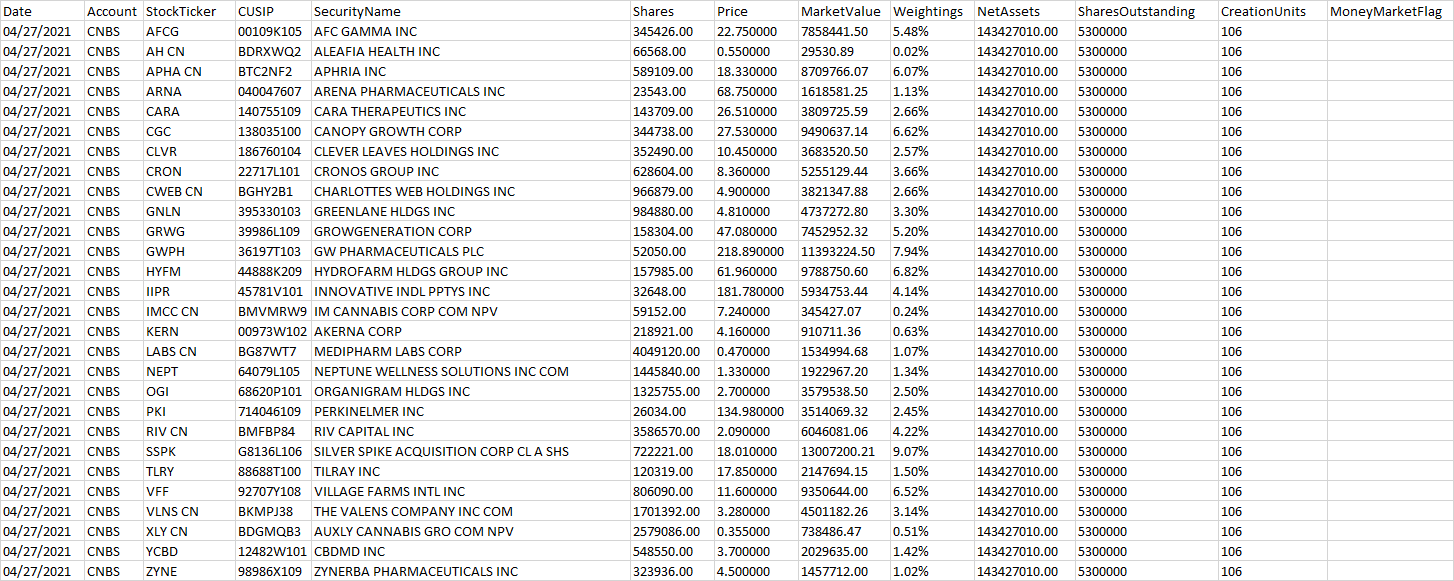 Date Account StockTicker CUSIP SecurityName Shares Price MarketValue Weightings NetAssets SharesOutstanding CreationUnits MoneyMarketFlag
04/27/2021 CNBS AFCG 00109K105 AFC GAMMA INC 345426.00 22.750000 7858441.50 5.48% 143427010.00 5300000 106
04/27/2021 CNBS AH CN BDRXWQ2 ALEAFIA HEALTH INC 66568.00 0.550000 29530.89 0.02% 143427010.00 5300000 106
04/27/2021 CNBS APHA CN BTC2NF2 APHRIA INC 589109.00 18.330000 8709766.07 6.07% 143427010.00 5300000 106
04/27/2021 CNBS ARNA 040047607 ARENA PHARMACEUTICALS INC 23543.00 68.750000 1618581.25 1.13% 143427010.00 5300000 106
04/27/2021 CNBS CARA 140755109 CARA THERAPEUTICS INC 143709.00 26.510000 3809725.59 2.66% 143427010.00 5300000 106
04/27/2021 CNBS CGC 138035100 CANOPY GROWTH CORP 344738.00 27.530000 9490637.14 6.62% 143427010.00 5300000 106
04/27/2021 CNBS CLVR 186760104 CLEVER LEAVES HOLDINGS INC 352490.00 10.450000 3683520.50 2.57% 143427010.00 5300000 106
04/27/2021 CNBS CRON 22717L101 CRONOS GROUP INC 628604.00 8.360000 5255129.44 3.66% 143427010.00 5300000 106
04/27/2021 CNBS CWEB CN BGHY2B1 CHARLOTTES WEB HOLDINGS INC 966879.00 4.900000 3821347.88 2.66% 143427010.00 5300000 106
04/27/2021 CNBS GNLN 395330103 GREENLANE HLDGS INC 984880.00 4.810000 4737272.80 3.30% 143427010.00 5300000 106
04/27/2021 CNBS GRWG 39986L109 GROWGENERATION CORP 158304.00 47.080000 7452952.32 5.20% 143427010.00 5300000 106
04/27/2021 CNBS GWPH 36197T103 GW PHARMACEUTICALS PLC 52050.00 218.890000 11393224.50 7.94% 143427010.00 5300000 106
04/27/2021 CNBS HYFM 44888K209 HYDROFARM HLDGS GROUP INC 157985.00 61.960000 9788750.60 6.82% 143427010.00 5300000 106
04/27/2021 CNBS IIPR 45781V101 INNOVATIVE INDL PPTYS INC 32648.00 181.780000 5934753.44 4.14% 143427010.00 5300000 106
04/27/2021 CNBS IMCC CN BMVMRW9 IM CANNABIS CORP COM NPV 59152.00 7.240000 345427.07 0.24% 143427010.00 5300000 106
04/27/2021 CNBS KERN 00973W102 AKERNA CORP 218921.00 4.160000 910711.36 0.63% 143427010.00 5300000 106
04/27/2021 CNBS LABS CN BG87WT7 MEDIPHARM LABS CORP 4049120.00 0.470000 1534994.68 1.07% 143427010.00 5300000 106
04/27/2021 CNBS NEPT 64079L105 NEPTUNE WELLNESS SOLUTIONS INC COM 1445840.00 1.330000 1922967.20 1.34% 143427010.00 5300000 106
04/27/2021 CNBS OGI 68620P101 ORGANIGRAM HLDGS INC 1325755.00 2.700000 3579538.50 2.50% 143427010.00 5300000 106
04/27/2021 CNBS PKI 714046109 PERKINELMER INC 26034.00 134.980000 3514069.32 2.45% 143427010.00 5300000 106
04/27/2021 CNBS RIV CN BMFBP84 RIV CAPITAL INC 3586570.00 2.090000 6046081.06 4.22% 143427010.00 5300000 106
04/27/2021 CNBS SSPK G8136L106 SILVER SPIKE ACQUISITION CORP CL A SHS 722221.00 18.010000 13007200.21 9.07% 143427010.00 5300000 106
04/27/2021 CNBS TLRY 88688T100 TILRAY INC 120319.00 17.850000 2147694.15 1.50% 143427010.00 5300000 106
04/27/2021 CNBS VFF 92707Y108 VILLAGE FARMS INTL INC 806090.00 11.600000 9350644.00 6.52% 143427010.00 5300000 106
04/27/2021 CNBS VLNS CN BKMPJ38 THE VALENS COMPANY INC COM 1701392.00 3.280000 4501182.26 3.14% 143427010.00 5300000 106
04/27/2021 CNBS XLY CN BDGMQB3 AUXLY CANNABIS GRO COM NPV 2579086.00 0.355000 738486.47 0.51% 143427010.00 5300000 106
04/27/2021 CNBS YCBD 12482W101 CBDMD INC 548550.00 3.700000 2029635.00 1.42% 143427010.00 5300000 106
04/27/2021 CNBS ZYNE 98986X109 ZYNERBA PHARMACEUTICALS INC 323936.00 4.500000 1457712.00 1.02% 143427010.00 5300000 106